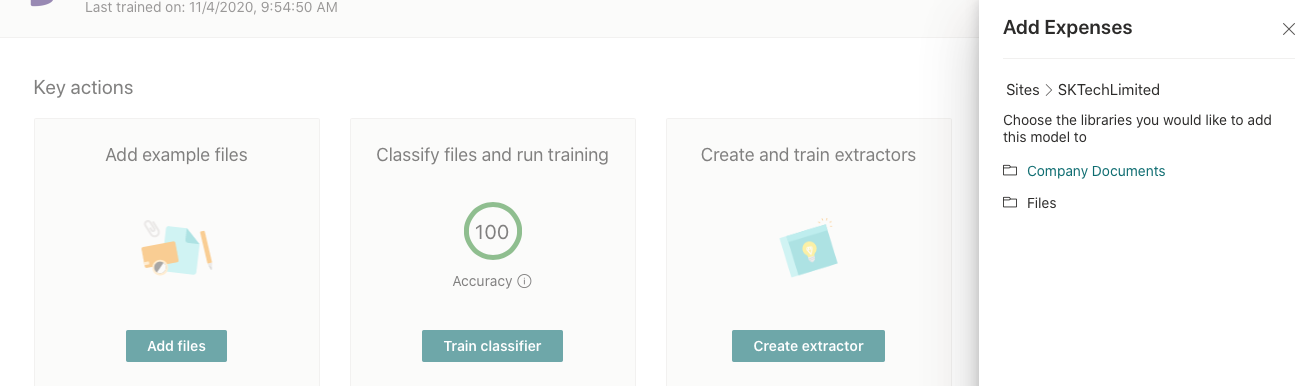 Last trained on: 11/4/2020, 9:54:50 AM
Key actions
Add example files
Add files
Classify files and run training
100
Accuracy
Train classifier
Create and train extractors
Create extractor
Add Expenses
Sites > SKTechLimited
Choose the libraries you would like to add
this model to
Company Documents
Files